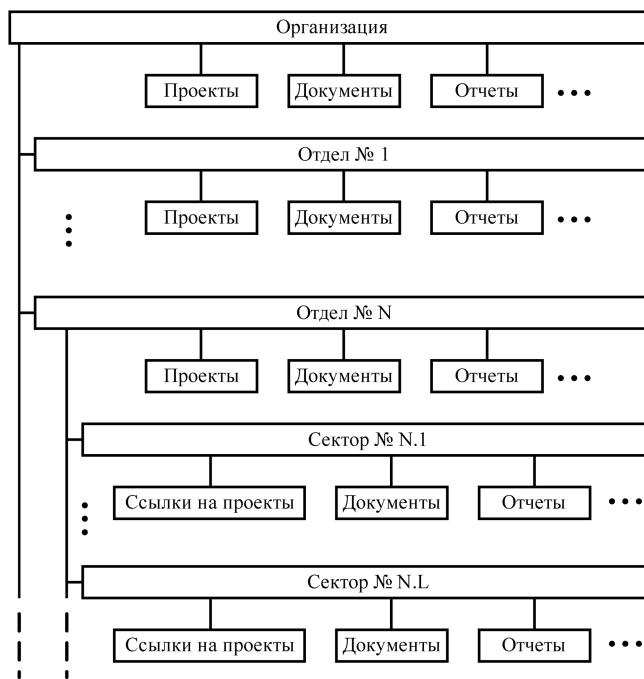 Организация
Проекты
Документы
Отчеты
Отдел № 1
Проекты
Документы
Отчеты
Отдел № N
Проекты
Документы
Отчеты
Сектор № N.1
Ссылки на проекты
Документы
Отчеты
Сектор № N.L
Ссылки на проекты
Документы
Отчеты